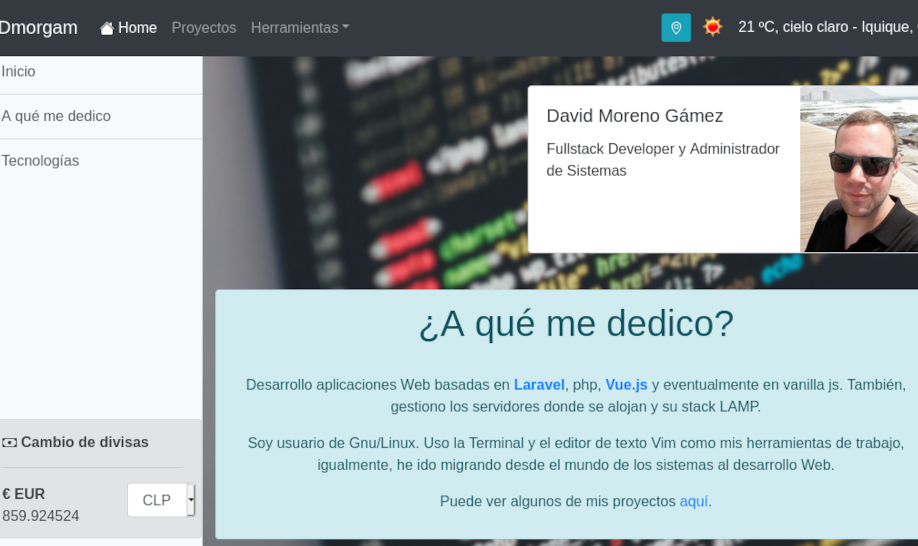 Dmorgam
Home
Proyectos
Herramientas
21 ºC, cielo claro - Iquique,
Inicio
A qué me dedico
Tecnologías
David Moreno Gámez
Fullstack Developer y Administrador
de Sistemas
¿A qué me dedico?
Desarrollo aplicaciones Web basadas en Laravel, php, Vue.js y eventualmente en vanilla js. También,
gestiono los servidores donde se alojan y su stack LAMP.
Soy usuario de Gnu/Linux. Uso la Terminal y el editor de texto Vim como mis herramientas de trabajo,
igualmente, he ido migrando desde el mundo de los sistemas al desarrollo Web.
Puede ver algunos de mis proyectos aquí.
Cambio de divisas
€ EUR
859.924524
CLP